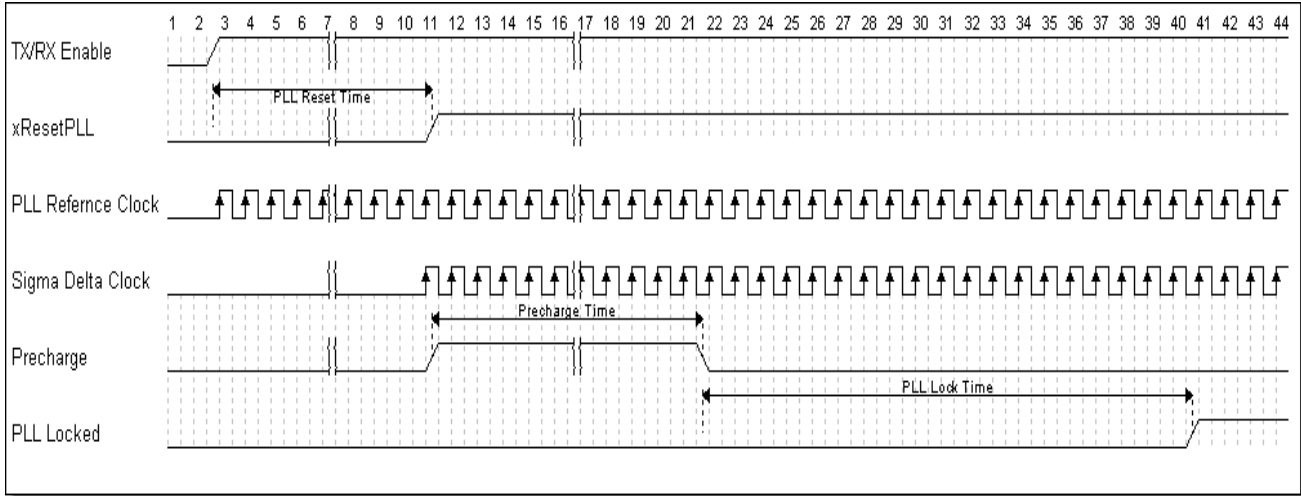 1 2 3 4 5 6 7 8 9 10 11 12 13 14 15 16 17 18 19 20 21 22 23 24 25 26 27 28 29 30 31 32 33 34 35 36 37 38 39 40 41 42 43 44
TX/RX Enable
PLL Reset Time
xResetPLL
PLL Refernce Clock
Sigma Delta Clock
Precharge Time
Precharge
PLL Lock Time
PLL Locked